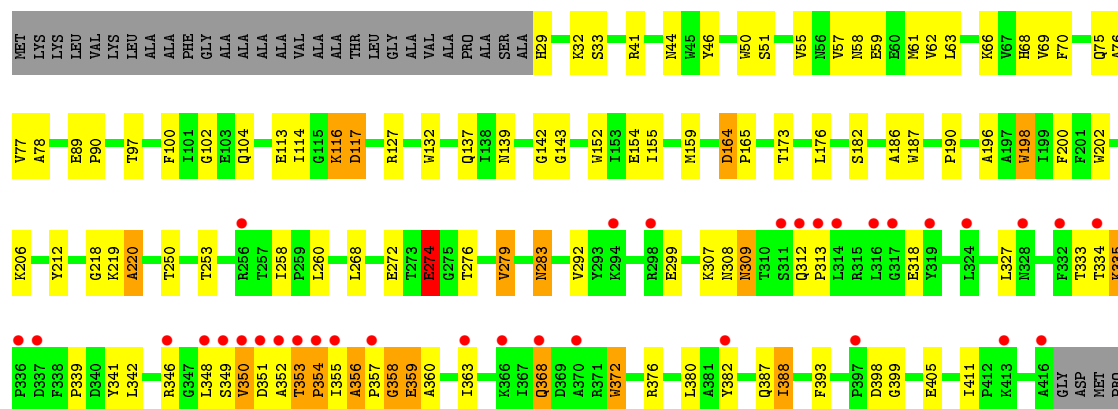 MET LYS LYS LEU VAL LYS LEU ALA ALA PHE GLY ALA ALA ALA ALA VAL ALA ALA THR LEU GLY ALA VAL ALA ALA PRO ALA SER ALA H29 K32 S33 R41 N44 W45 Y46 W50 S51 V55 N56 V57 N58 E59 E60 M61 V62 L63 K66 V67 H68 V69 F70 Q75 A76
V77 A78 E89 P90 T97 F100 I101 G102 E103 Q104 E113 I114 G115 K116 D117 R127 W132 Q137 I138 N139 G142 G143 W152 I153 E154 I155 M159 D164 P165 T173 L176 S182 A186 W187 P190 A196 A197 W198 I199 F200 F201 W202
K206 Y212 G218 K219 A220 T250 T253 R256 T257 I258 P259 L260 L268 E272 T273 E274 G275 T276 V279 N283 V292 Y293 K294 R298 E299 K307 N308 N309 T310 S311 Q312 P313 L314 R315 L316 G317 E318 Y319 L324 L327 N328 F332 T333 T334
P336 D337 F338 P339 D340 Y341 L342 R346 G347 L348 S349 V350 D351 A352 T353 P354 I355 A356 P357 G358 E359 A360 I363 K366 I367 Q368 D369 A370 R371 W372 R376 L380 A381 Y382 Q387 I388 F393 P397 D398 G399 E405 I411 P412 K413 A416 GLY ASP MET